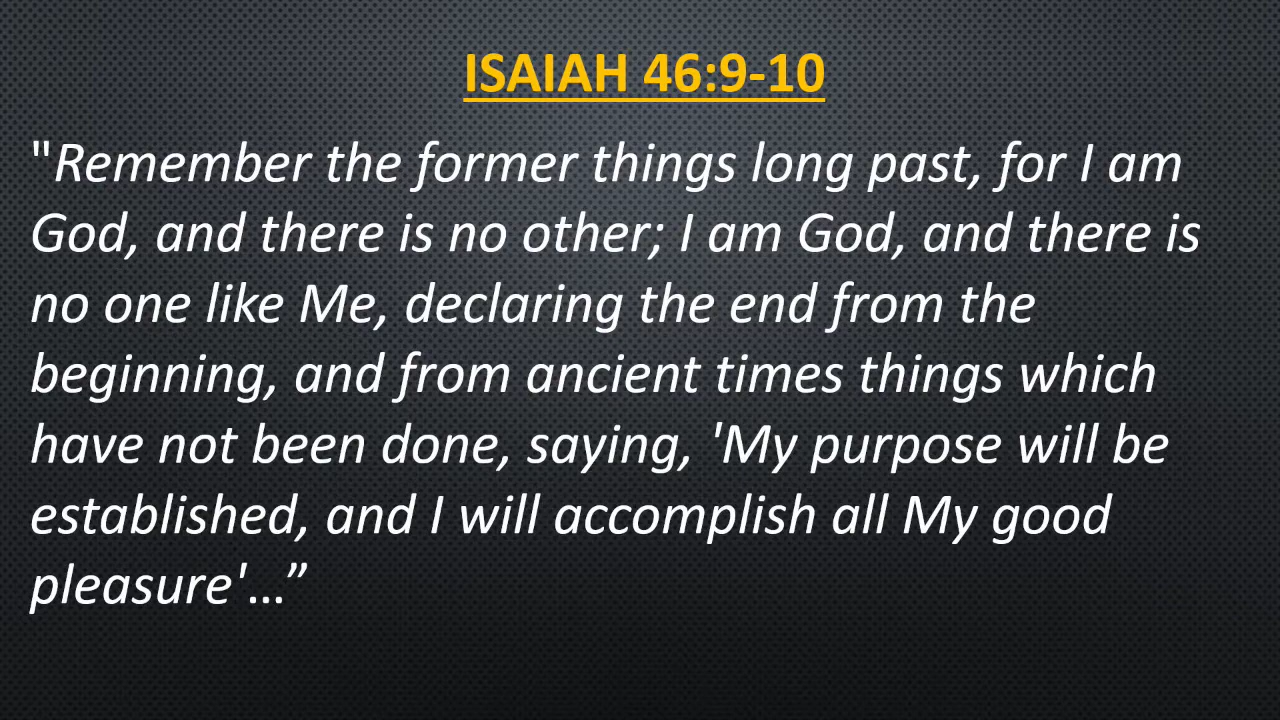 ISAIAH 46:9-10
"Remember the former things long past, for I am
God, and there is no other; I am God, and there is
no one like Me, declaring the end from the
beginning, and from ancient times things which
have not been done, saying, 'My purpose will be
established, and I will accomplish all My good
pleasure'…”